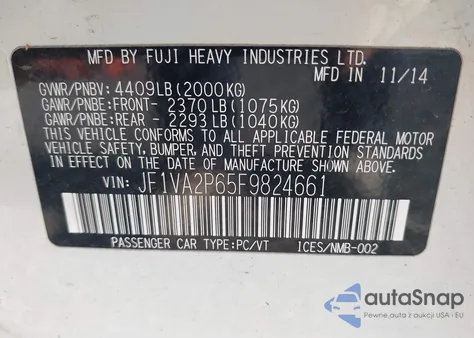 MFD BY FUJI HEAVY INDUSTRIES LTD.
MFD IN 11/14
GVWR/PNBV: 4409LB (2000KG)
GAWR/PNBE: FRONT- 2370LB (1075KG)
GAWR/PNBE: REAR - 2293LB (1040KG)
THIS VEHICLE CONFORMS TO ALL APPLICABLE FEDERAL MOTOR
VEHICLE SAFETY, BUMPER, AND THEFT PREVENTION STANDARDS
IN EFFECT ON THE DATE OF MANUFACTURE SHOWN ABOVE.
VIN: JF1VA2P65F9824661
PASSENGER CAR TYPE:PC/VT ICES/NMB-002
autoSnap
Pewne auto z USA i EU